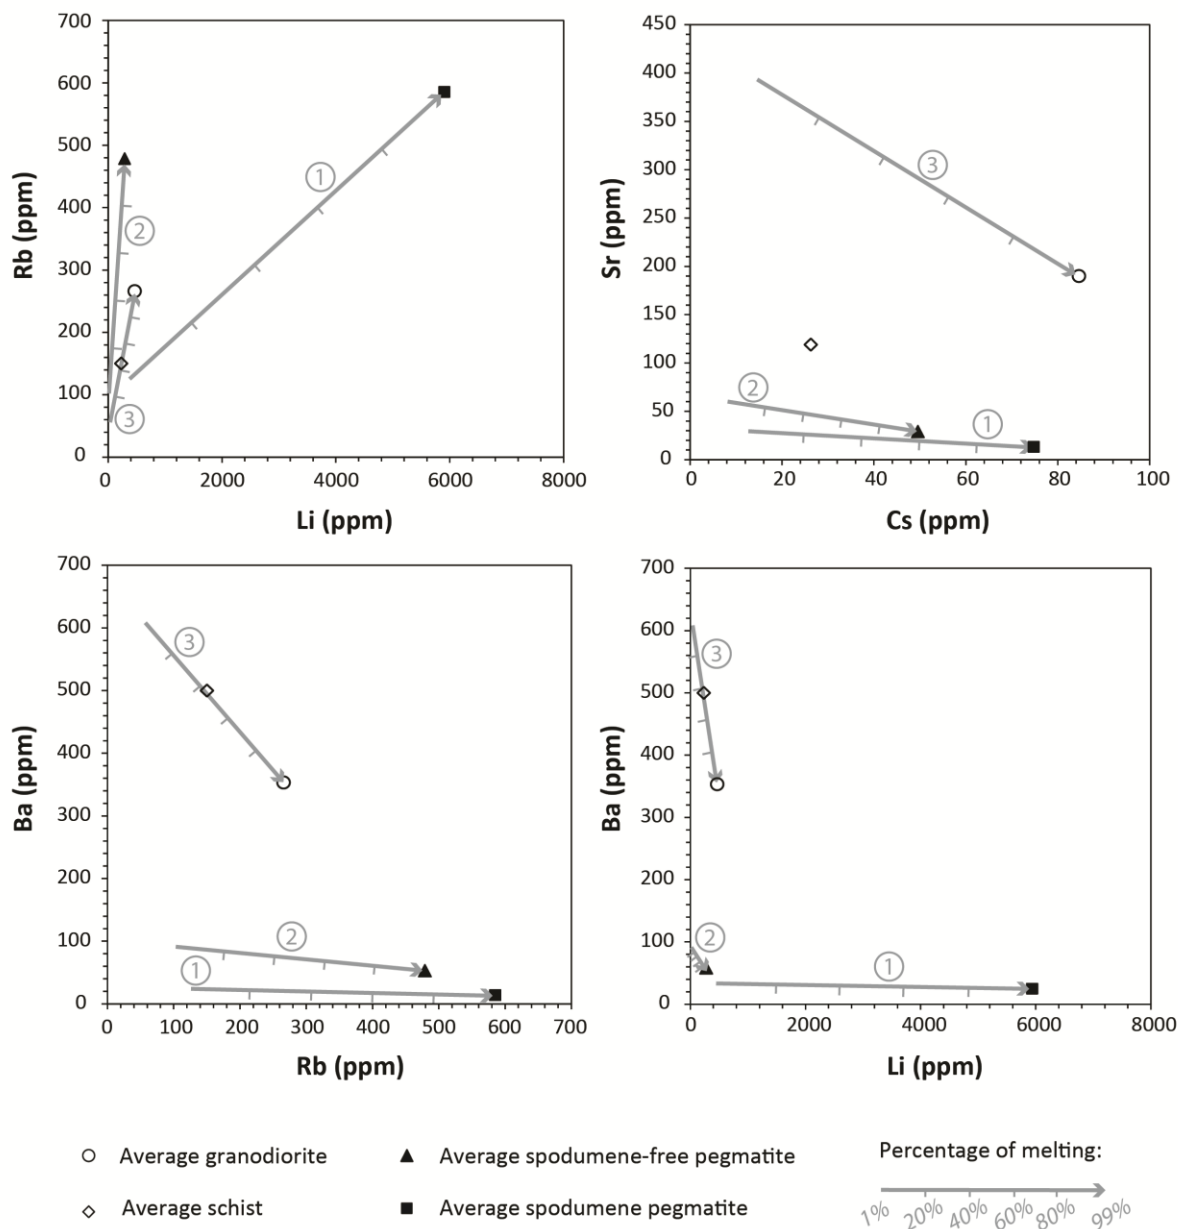 700
600
500
400
300
200
100
0
Rb (ppm)
0 2000 4000 6000 8000
Li (ppm)
1
2
3
450
400
350
300
250
200
150
100
50
0
Sr (ppm)
0 20 40 60 80 100
Cs (ppm)
3
2
1
700
600
500
400
300
200
100
0
Ba (ppm)
0 100 200 300 400 500 600 700
Rb (ppm)
3
2
1
700
600
500
400
300
200
100
0
Ba (ppm)
0 2000 4000 6000 8000
Li (ppm)
3
2
1
Average granodiorite
Average spodumene-free pegmatite
Average schist
Average spodumene pegmatite
Percentage of melting:
1% 20% 40% 60% 80% 99%